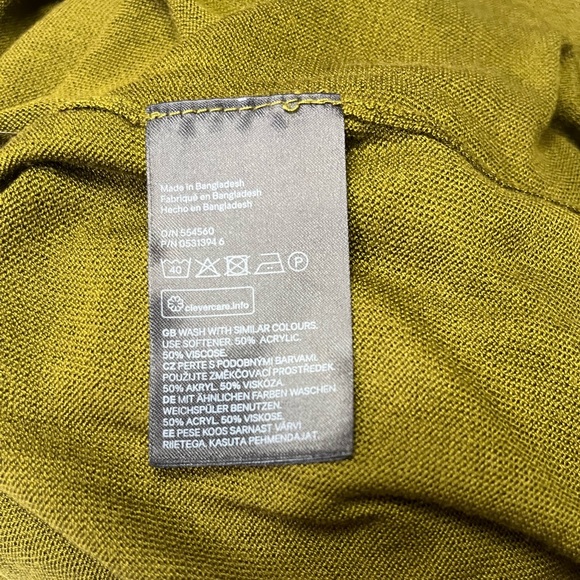 Made in Bangladesh
Fabriqué en Bangladesh
Hecho en Bangladesh
O/N 554560
P/N 0531394 6
40 P
clevercare.info
GB WASH WITH SIMILAR COLOURS.
USE SOFTENER. 50% ACRYLIC.
50% VISCOSE.
CZ PERTE S PODOBNÝMI BARVAMI.
POUŽIJTE ZMĚKČOVACÍ PROSTŘEDEK.
50% AKRYL. 50% VISKÓZA.
DE MIT ÄHNLICHEN FARBEN WASCHEN.
WEICHSPÜLER BENUTZEN.
50% ACRYL. 50% VISKOSE.
EE PESE KOOS SARNAST VÄRVI
RIIETEGA. KASUTA PEHMENDAJAT.